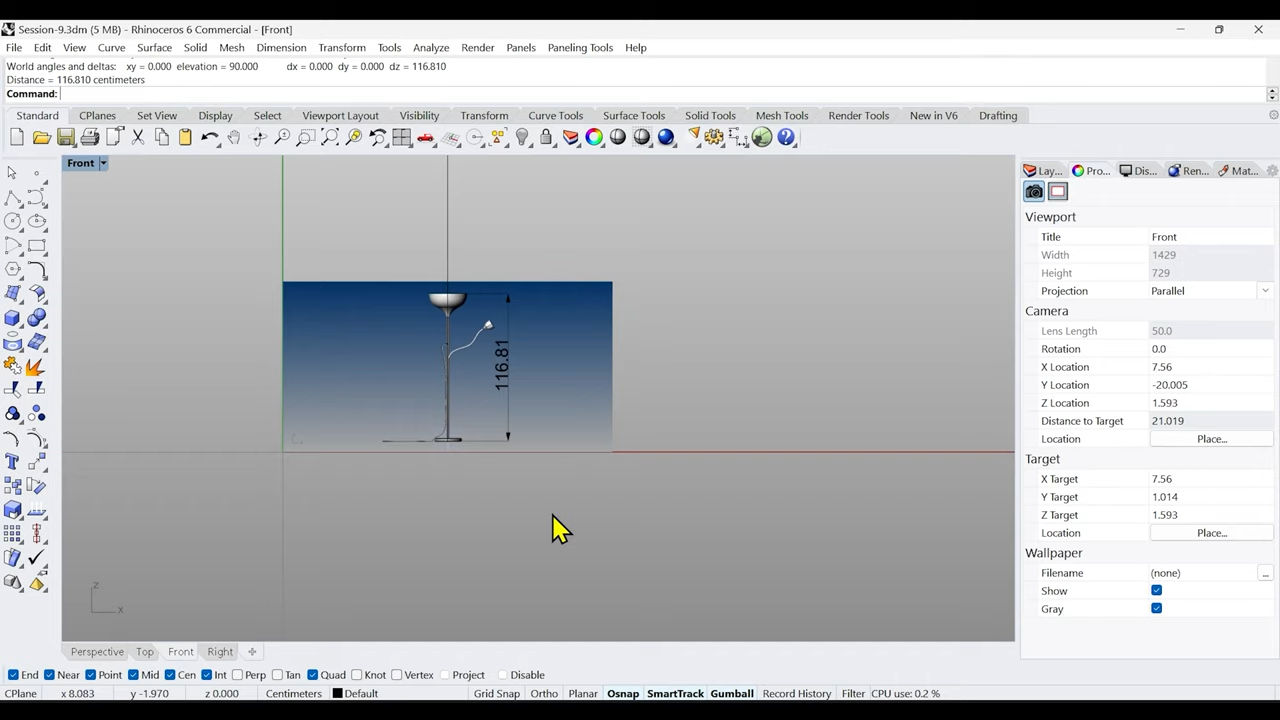 Session-9.3dm (5 MB) - Rhinoceros 6 Commercial - [Front]
File Edit View Curve Surface Solid Mesh Dimension Transform Tools Analyze Render Panels Paneling Tools Help
World angles and deltas: xy = 0.000 elevation = 90.000 dx = 0.000 dy = 0.000 dz = 116.810
Distance = 116.810 centimeters
Command:
Standard CPlanes Set View Display Select Viewport Layout Visibility Transform Curve Tools Surface Tools Solid Tools Mesh Tools Render Tools New in V6 Drafting
Front
Lay... Pro... Dis... Ren... Mat...
Viewport
Title Front
Width 1429
Height 729
Projection Parallel
Camera
Lens Length 50.0
Rotation 0.0
X Location 7.56
Y Location -20.005
Z Location 1.593
Distance to Target 21.019
Location Place...
Target
X Target 7.56
Y Target 1.014
Z Target 1.593
Location Place...
Wallpaper
Filename (none) ...
Show
Gray
116.81
z
x
Perspective Top Front Right
End Near Point Mid Cen Int Perp Tan Quad Knot Vertex Project Disable
CPlane x 8.083 y -1.970 z 0.000 Centimeters Default Grid Snap Ortho Planar Osnap SmartTrack Gumball Record History Filter CPU use: 0.2 %